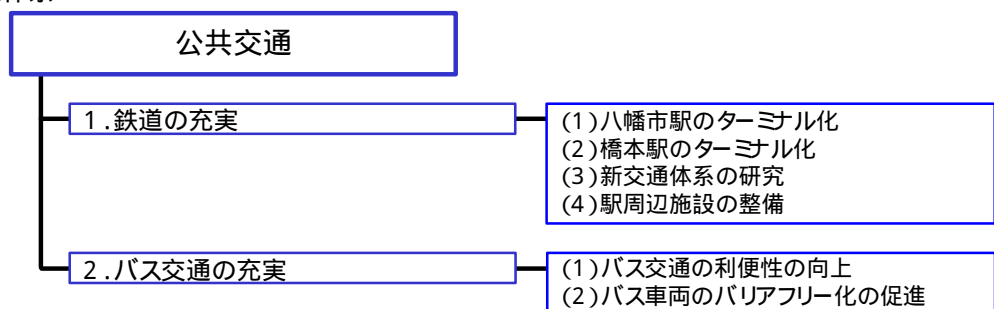 公共交通
1.鉄道の充実
(1)八幡市駅のターミナル化
(2)橋本駅のターミナル化
(3)新交通体系の研究
(4)駅周辺施設の整備
2.バス交通の充実
(1)バス交通の利便性の向上
(2)バス車両のバリアフリー化の促進